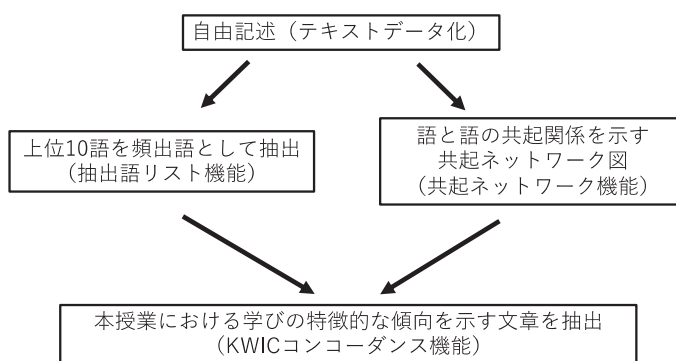 自由記述（テキストデータ化）
上位10語を頻出語として抽出
（抽出語リスト機能）
語と語の共起関係を示す
共起ネットワーク図
（共起ネットワーク機能）
本授業における学びの特徴的な傾向を示す文章を抽出
（KWICコンコーダンス機能）